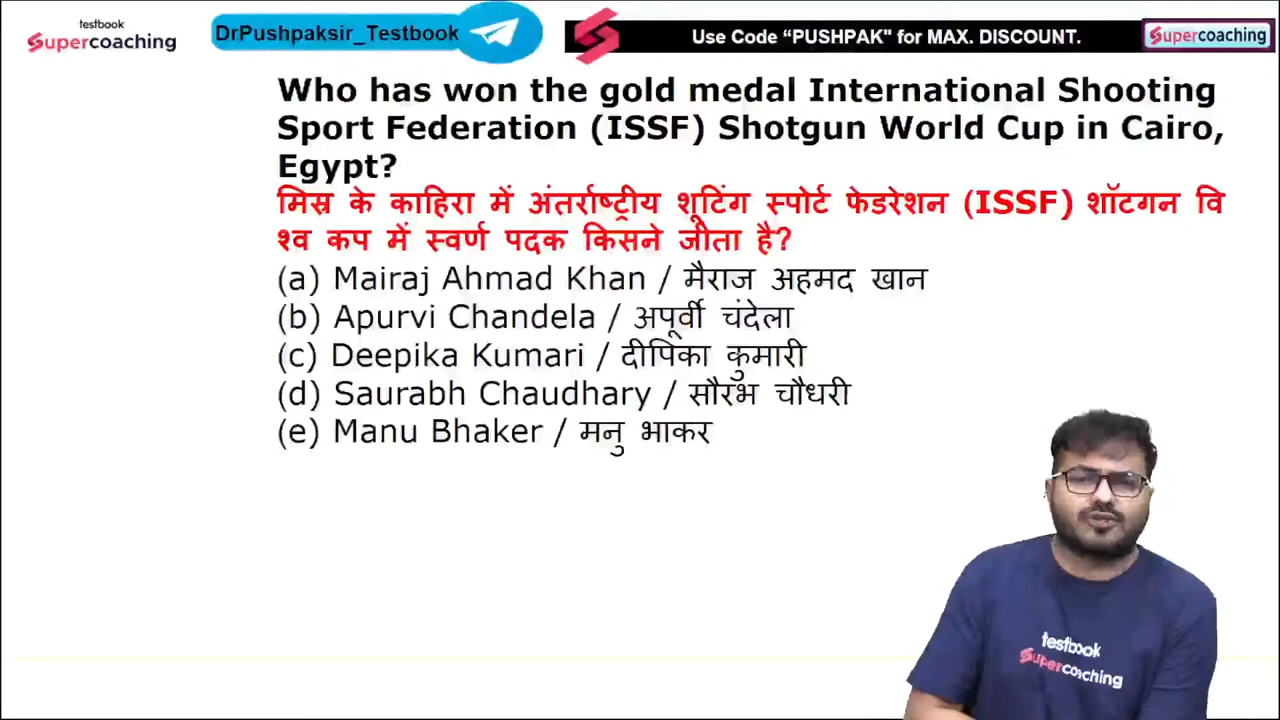 testbook
Supercoaching
DrPushpaksir_Testbook
Use Code “PUSHPAK" for MAX. DISCOUNT.
Supercoaching
Who has won the gold medal International Shooting
Sport Federation (ISSF) Shotgun World Cup in Cairo,
Egypt?
मिस्र के काहिरा में अंतर्राष्ट्रीय शूटिंग स्पोर्ट फेडरेशन (ISSF) शॉटगन वि
श्व कप में स्वर्ण पदक किसने जीता है?
(a) Mairaj Ahmad Khan / मैराज अहमद खान
(b) Apurvi Chandela / अपूर्वी चंदेला
(c) Deepika Kumari / दीपिका कुमारी
(d) Saurabh Chaudhary / सौरभ चौधरी
(e) Manu Bhaker / मनु भाकर
testbook
Supercoaching